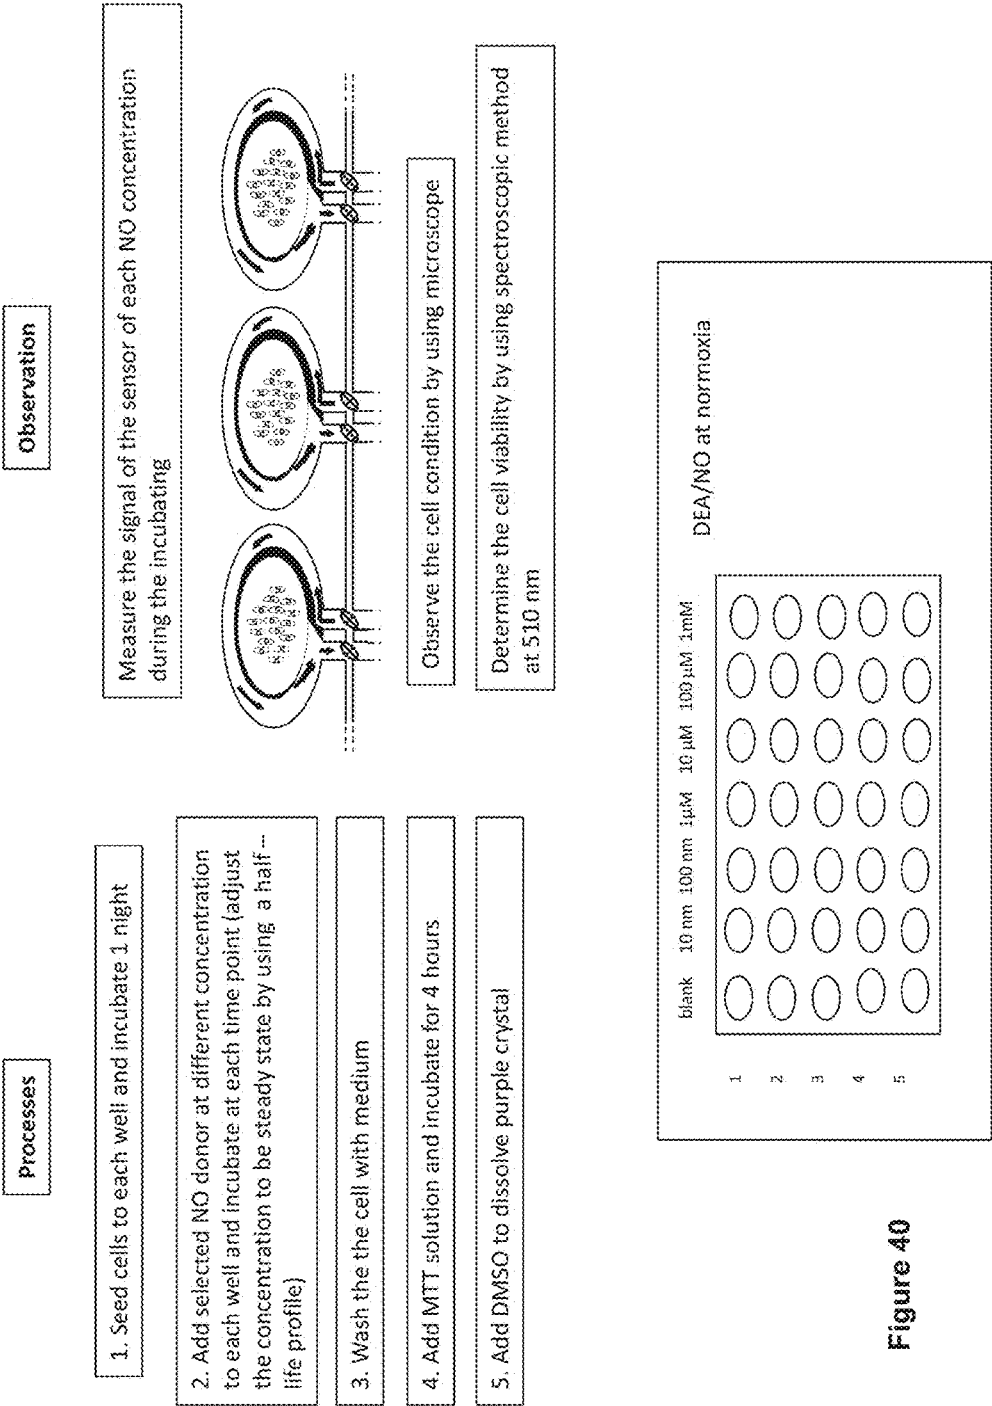 Processes
1. Seed cells to each well and incubate 1 night
2. Add selected NO donor at different concentration
to each well and incubate at each time point (adjust
the concentration to be steady state by using a half–
life profile)
3. Wash the the cell with medium
4. Add MTT solution and incubate for 4 hours
5. Add DMSO to dissolve purple crystal
Observation
Measure the signal of the sensor of each NO concentration
during the incubating
Observe the cell condition by using microscope
Determine the cell viability by using spectroscopic method
at 510 nm
blank 10 nm 100 nm 1µM 10 µM 100 µM 1mM
DEA/NO at normoxia
1
2
3
4
5
Figure 40